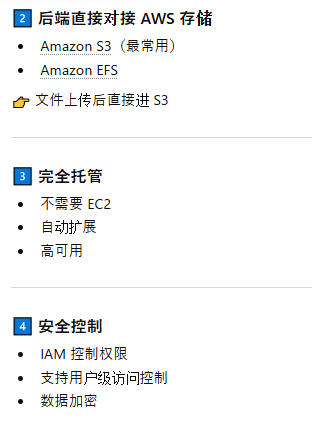 2 后端直接对接 AWS 存储
• Amazon S3（最常用）
• Amazon EFS
👉 文件上传后直接进 S3
3 完全托管
• 不需要 EC2
• 自动扩展
• 高可用
4 安全控制
• IAM 控制权限
• 支持用户级访问控制
• 数据加密